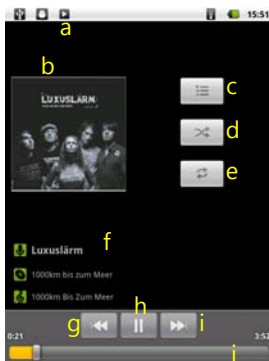 15:51
a
b
LUXUSLÄRM
c
d
e
f
Luxuslärm
1000km bis zum Meer
1000km Bis Zum Meer
h
g
i
0:21
3:52
j